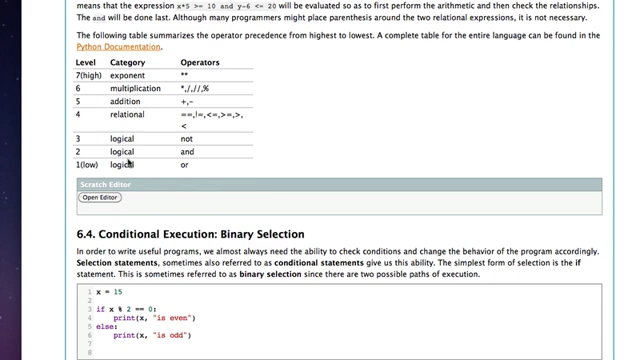 means that the expression x*5 >= 10 and y-6 <= 20 will be evaluated so as to first perform the arithmetic and then check the relationships.
The and will be done last. Although many programmers might place parenthesis around the two relational expressions, it is not necessary.
The following table summarizes the operator precedence from highest to lowest. A complete table for the entire language can be found in the
Python Documentation.
Level Category Operators
7(high) exponent **
6 multiplication *,/,//,%
5 addition +,-
4 relational ==,!=,<=,>=,>,
<
3 logical not
2 logical and
1(low) logical or
Scratch Editor
Open Editor
6.4. Conditional Execution: Binary Selection
In order to write useful programs, we almost always need the ability to check conditions and change the behavior of the program accordingly.
Selection statements, sometimes also referred to as conditional statements give us this ability. The simplest form of selection is the if
statement. This is sometimes referred to as binary selection since there are two possible paths of execution.
1 x = 15
2
3 if x % 2 == 0:
4 print(x, "is even")
5 else:
6 print(x, "is odd")
7
8